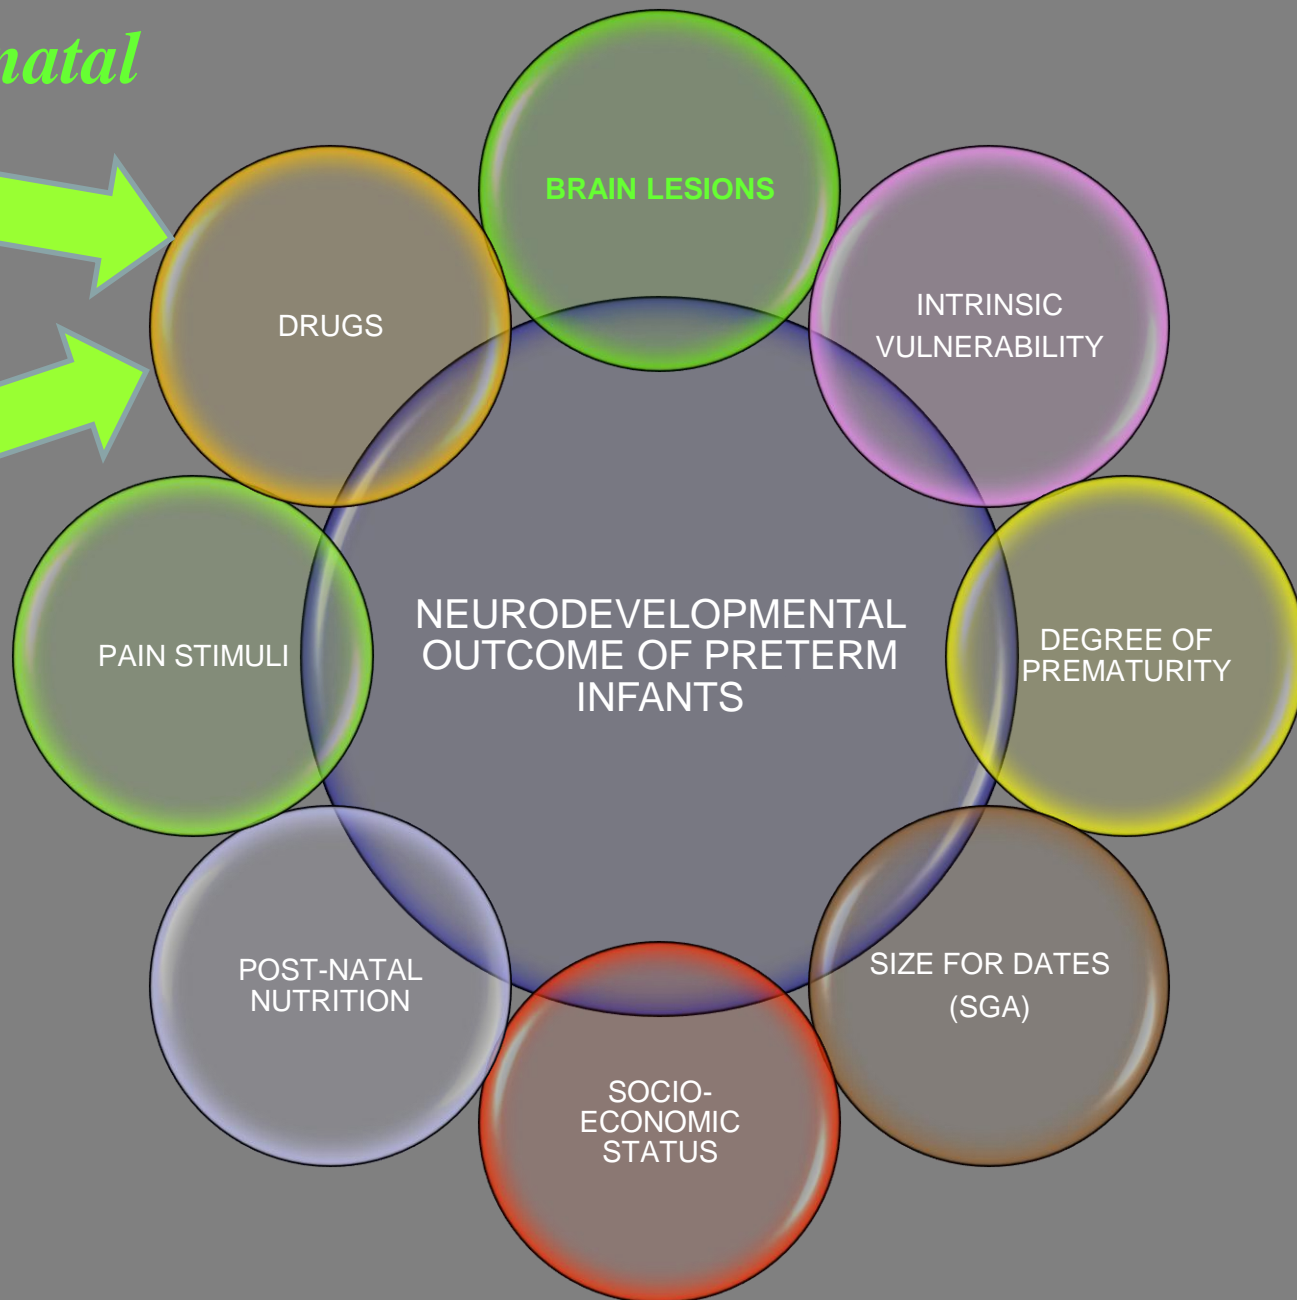 natal
BRAIN LESIONS
INTRINSIC
VULNERABILITY
DRUGS
NEURODEVELOPMENTAL
OUTCOME OF PRETERM
INFANTS
PAIN STIMULI
DEGREE OF
PREMATURITY
POST-NATAL
NUTRITION
SIZE FOR DATES
(SGA)
SOCIO-
ECONOMIC
STATUS